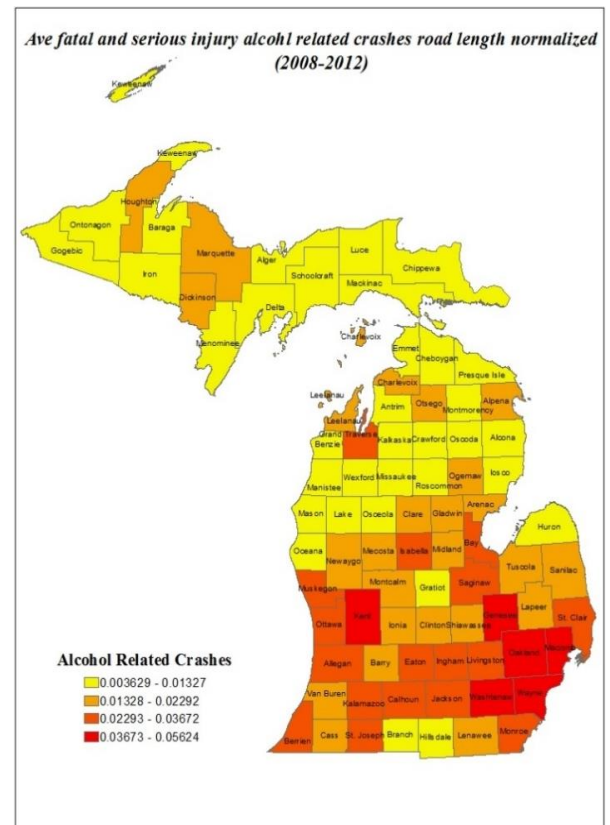 Ave fatal and serious injury alcohl related crashes road length normalized
(2008-2012)
Keweenaw
Keweenaw
Houghton
Ontonagon
Baraga
Marquette
Gogebic
Alger
Luce
Iron
Schoolcraft
Chippewa
Mackinac
Dickinson
Delta
Menominee
Charlevoix
Emmet
Cheboygan
Presque Isle
Charlevoix
Leelanau
Antrim
Otsego
Montmorency
Alpena
Leelanau
Grand Traverse
Benzie
Kalkaska
Crawford
Oscoda
Alcona
Manistee
Wexford
Missaukee
Roscommon
Ogemaw
Iosco
Arenac
Mason
Lake
Osceola
Clare
Gladwin
Huron
Oceana
Newaygo
Mecosta
Isabella
Midland
Bay
Tuscola
Sanilac
Muskegon
Montcalm
Gratiot
Saginaw
Ottawa
Kent
Ionia
Clinton
Shiawassee
Genesee
Lapeer
St. Clair
Allegan
Barry
Eaton
Ingham
Livingston
Oakland
Macomb
Van Buren
Kalamazoo
Calhoun
Jackson
Washtenaw
Wayne
Berrien
Cass
St. Joseph
Branch
Hillsdale
Lenawee
Monroe
Alcohol Related Crashes
0.003629 - 0.01327
0.01328 - 0.02292
0.02293 - 0.03672
0.03673 - 0.05624